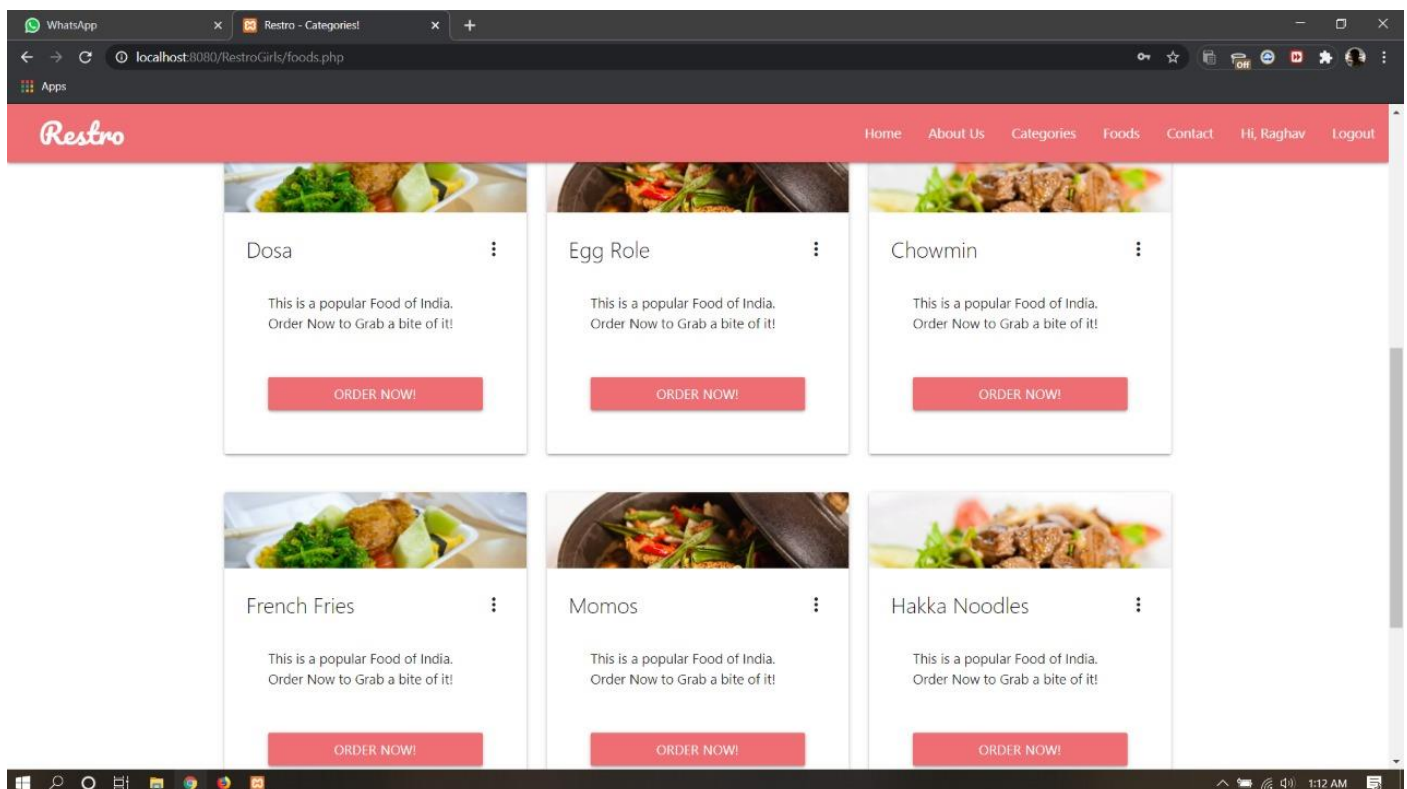 WhatsApp
Restro - Categories!
localhost:8080/RestroGirls/foods.php
Off
Apps
Restro
Home About Us Categories Foods Contact Hi, Raghav Logout
Dosa
Egg Role
Chowmin
This is a popular Food of India.
Order Now to Grab a bite of it!
This is a popular Food of India.
Order Now to Grab a bite of it!
This is a popular Food of India.
Order Now to Grab a bite of it!
ORDER NOW!
ORDER NOW!
ORDER NOW!
French Fries
Momos
Hakka Noodles
This is a popular Food of India.
Order Now to Grab a bite of it!
This is a popular Food of India.
Order Now to Grab a bite of it!
This is a popular Food of India.
Order Now to Grab a bite of it!
ORDER NOW!
ORDER NOW!
ORDER NOW!
1:12 AM